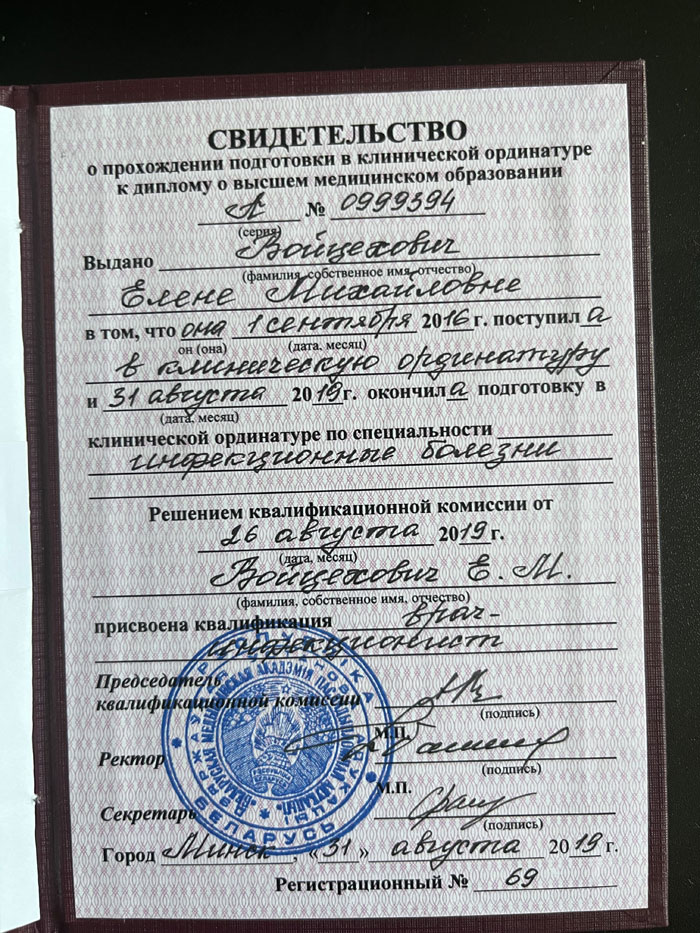 СВИДЕТЕЛЬСТВО
о прохождении подготовки в клинической ординатуре
к диплому о высшем медицинском образовании
А № 0999394
(серия)
Выдано Войцехович
(фамилия, собственное имя, отчество)
Елене Михайловне
в том, что она 1 сентября 2016 г. поступил а
он (она) (дата, месяц)
в клиническую ординатуру
и 31 августа 2019 г. окончил а подготовку в
(дата, месяц)
клинической ординатуре по специальности
инфекционные болезни
Решением квалификационной комиссии от
26 августа 2019 г.
(дата, месяц)
Войцехович Е. М.
(фамилия, собственное имя, отчество)
присвоена квалификация врач-
инфекционист
Председатель
квалификационной комиссии
(подпись)
М.П.
Ректор
(подпись)
М.П.
Секретарь
(подпись)
Город Минск, «31» августа 2019 г.
Регистрационный № 69
БЕЛАРУСЬ